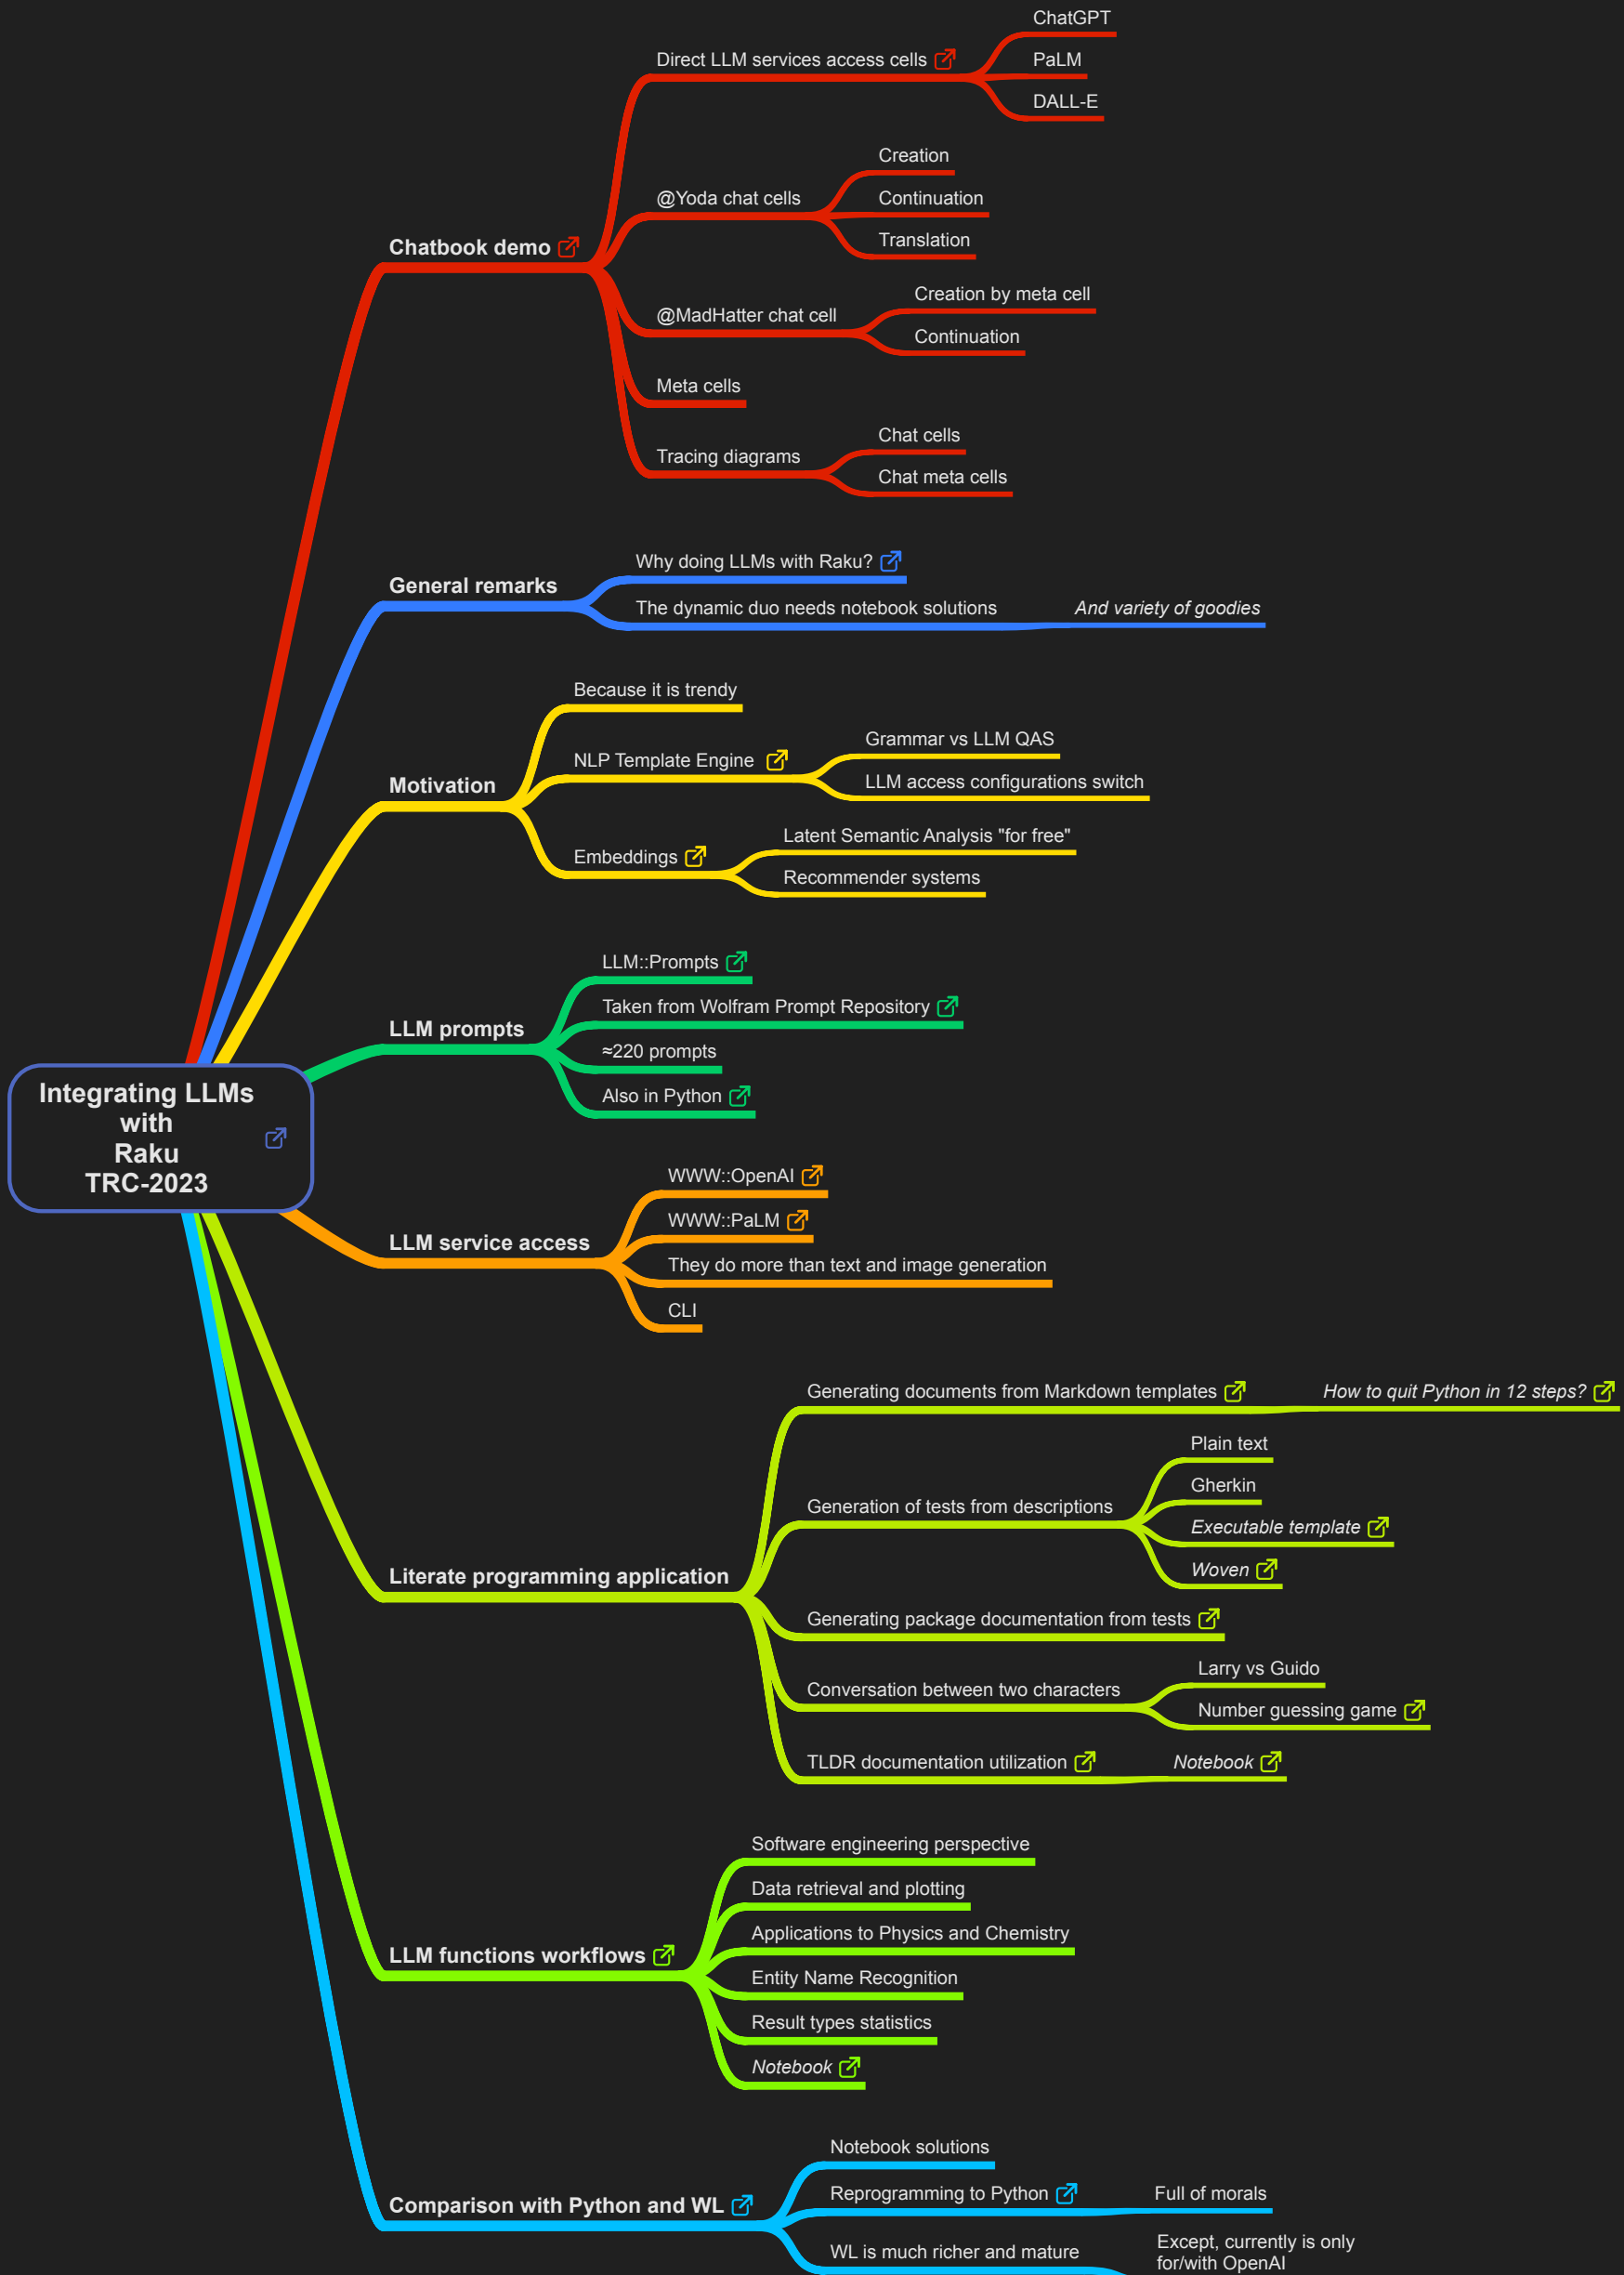 Integrating LLMs
with
Raku
TRC-2023
Chatbook demo
Direct LLM services access cells
ChatGPT
PaLM
DALL-E
@Yoda chat cells
Creation
Continuation
Translation
@MadHatter chat cell
Creation by meta cell
Continuation
Meta cells
Tracing diagrams
Chat cells
Chat meta cells
General remarks
Why doing LLMs with Raku?
The dynamic duo needs notebook solutions
And variety of goodies
Motivation
Because it is trendy
NLP Template Engine
Grammar vs LLM QAS
LLM access configurations switch
Embeddings
Latent Semantic Analysis "for free"
Recommender systems
LLM prompts
LLM::Prompts
Taken from Wolfram Prompt Repository
≈220 prompts
Also in Python
LLM service access
WWW::OpenAI
WWW::PaLM
They do more than text and image generation
CLI
Literate programming application
Generating documents from Markdown templates
How to quit Python in 12 steps?
Generation of tests from descriptions
Plain text
Gherkin
Executable template
Woven
Generating package documentation from tests
Conversation between two characters
Larry vs Guido
Number guessing game
TLDR documentation utilization
Notebook
LLM functions workflows
Software engineering perspective
Data retrieval and plotting
Applications to Physics and Chemistry
Entity Name Recognition
Result types statistics
Notebook
Comparison with Python and WL
Notebook solutions
Reprogramming to Python
Full of morals
WL is much richer and mature
Except, currently is only
for/with OpenAI